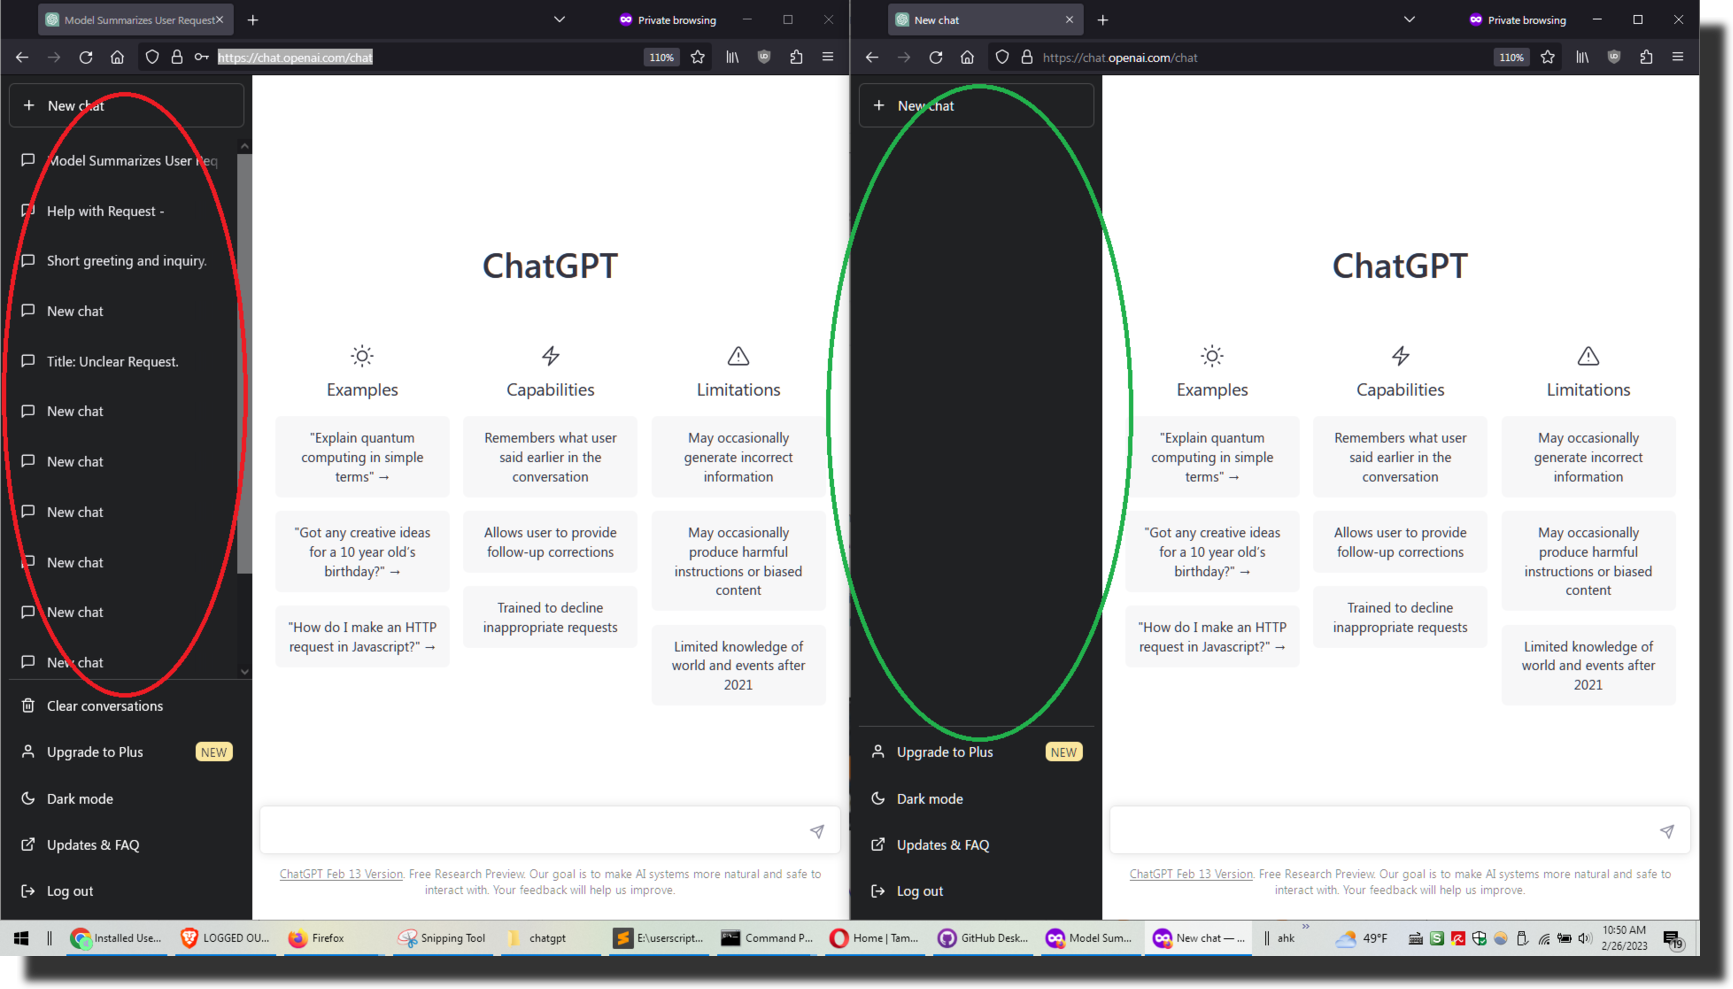 Model Summarizes User Request
Private browsing
https://chat.openai.com/chat
110%
New chat
Model Summarizes User Req
Help with Request -
Short greeting and inquiry.
New chat
Title: Unclear Request.
New chat
New chat
New chat
New chat
New chat
New chat
Clear conversations
Upgrade to Plus
NEW
Dark mode
Updates & FAQ
Log out
ChatGPT
Examples
"Explain quantum
computing in simple
terms" →
"Got any creative ideas
for a 10 year old's
birthday?" →
"How do I make an HTTP
request in Javascript?" →
Capabilities
Remembers what user
said earlier in the
conversation
Allows user to provide
follow-up corrections
Trained to decline
inappropriate requests
Limitations
May occasionally
generate incorrect
information
May occasionally
produce harmful
instructions or biased
content
Limited knowledge of
world and events after
2021
ChatGPT Feb 13 Version. Free Research Preview. Our goal is to make AI systems more natural and safe to
interact with. Your feedback will help us improve.
New chat
Private browsing
https://chat.openai.com/chat
110%
New chat
Upgrade to Plus
NEW
Dark mode
Updates & FAQ
Log out
ChatGPT
Examples
"Explain quantum
computing in simple
terms" →
"Got any creative ideas
for a 10 year old's
birthday?" →
"How do I make an HTTP
request in Javascript?" →
Capabilities
Remembers what user
said earlier in the
conversation
Allows user to provide
follow-up corrections
Trained to decline
inappropriate requests
Limitations
May occasionally
generate incorrect
information
May occasionally
produce harmful
instructions or biased
content
Limited knowledge of
world and events after
2021
ChatGPT Feb 13 Version. Free Research Preview. Our goal is to make AI systems more natural and safe to
interact with. Your feedback will help us improve.
Installed Use...
LOGGED OU...
Firefox
Snipping Tool
chatgpt
E:\userscript...
Command P...
Home | Tam...
GitHub Desk...
Model Sum...
New chat — ...
ahk
49°F
10:50 AM
2/26/2023
19